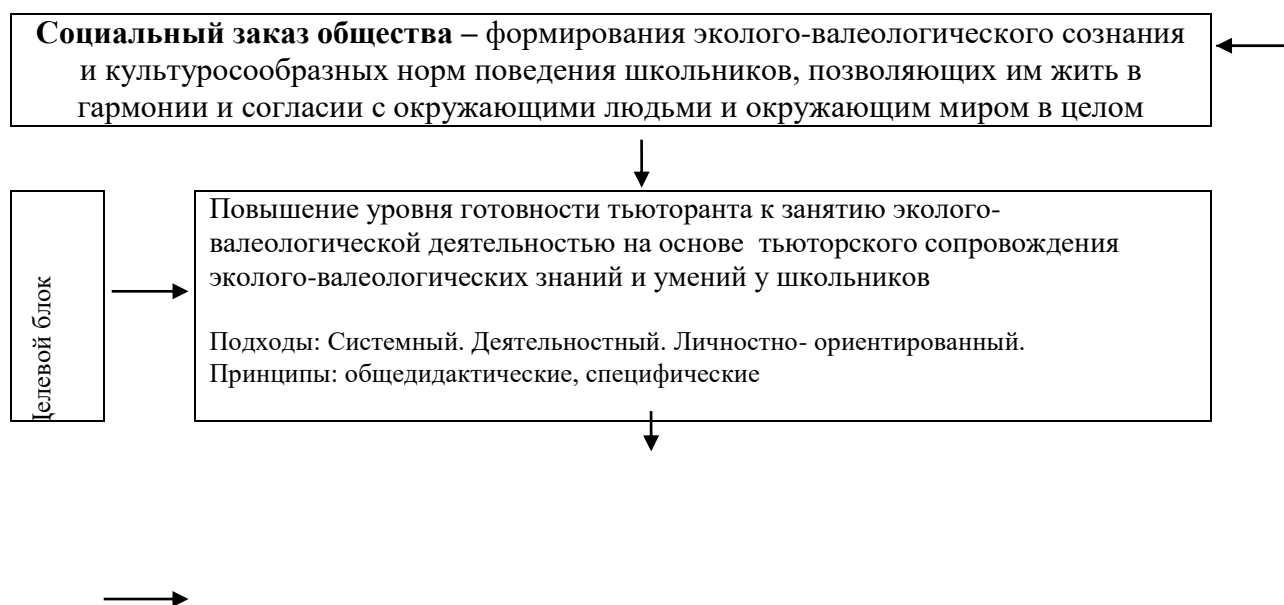 Социальный заказ общества – формирования эколого-валеологического сознания
и культуросообразных норм поведения школьников, позволяющих им жить в
гармонии и согласии с окружающими людьми и окружающим миром в целом
Целевой блок
Повышение уровня готовности тьюторанта к занятию эколого-
валеологической деятельностью на основе тьюторского сопровождения
эколого-валеологических знаний и умений у школьников
Подходы: Системный. Деятельностный. Личностно- ориентированный.
Принципы: общедидактические, специфические